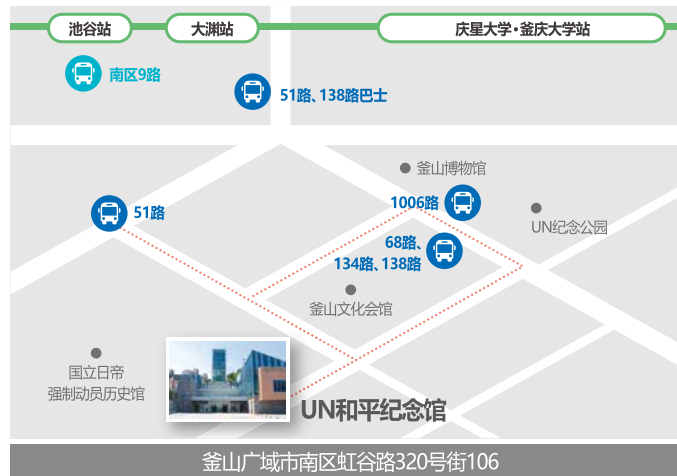 池谷站
大渊站
庆星大学·釜庆大学站
南区9路
51路、138路巴士
釜山博物馆
1006路
51路
UN纪念公园
68路、
134路、138路
釜山文化会馆
国立日帝
强制动员历史馆
UN和平纪念馆
釜山广域市南区虹谷路320号街106